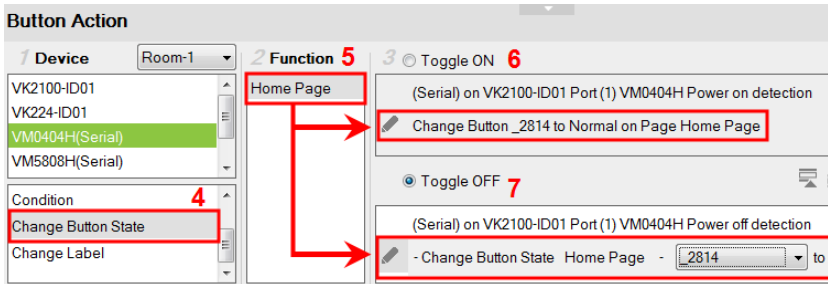 Button Action
1 Device Room-1 2 Function 5 3 Toggle ON 6
VK2100-ID01
VK224-ID01
VM0404H(Serial)
VM5808H(Serial)
Home Page
(Serial) on VK2100-ID01 Port (1) VM0404H Power on detection
Change Button _2814 to Normal on Page Home Page
Toggle OFF 7
Condition 4
Change Button State
Change Label
(Serial) on VK2100-ID01 Port (1) VM0404H Power off detection
- Change Button State Home Page - _2814 to